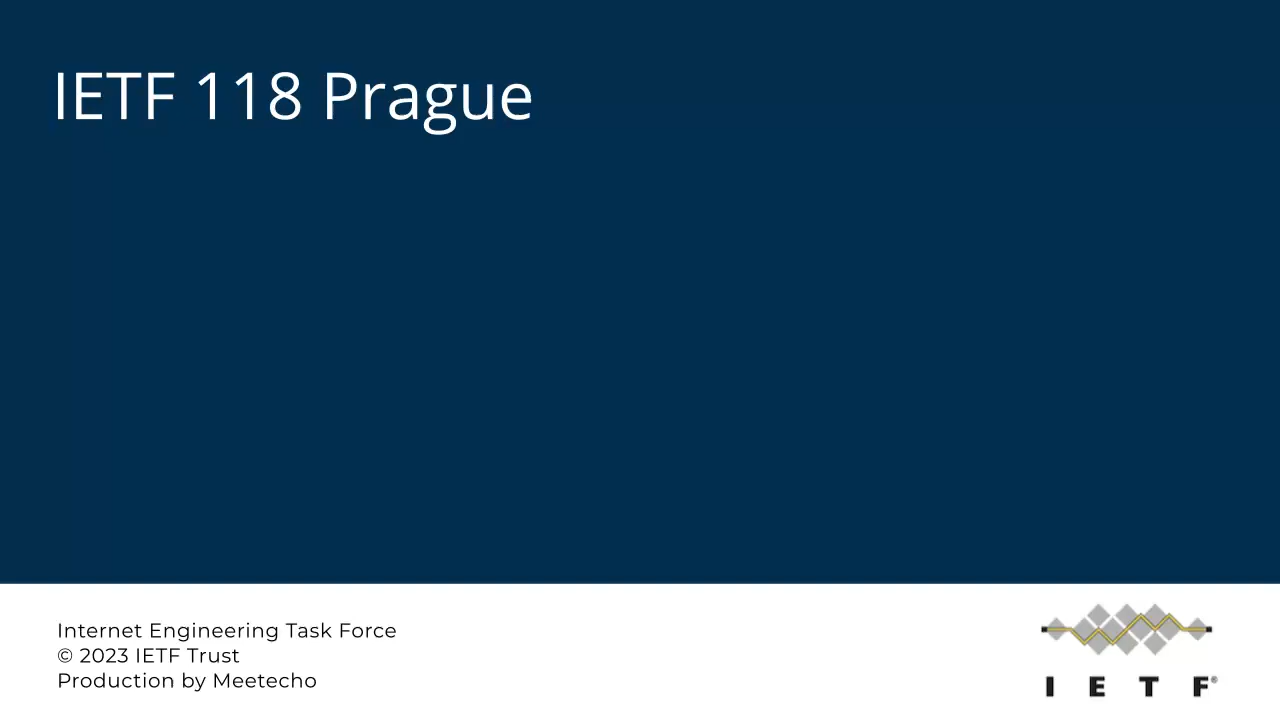 IETF 118 Prague
Internet Engineering Task Force
© 2023 IETF Trust
Production by Meetecho
I E T F®